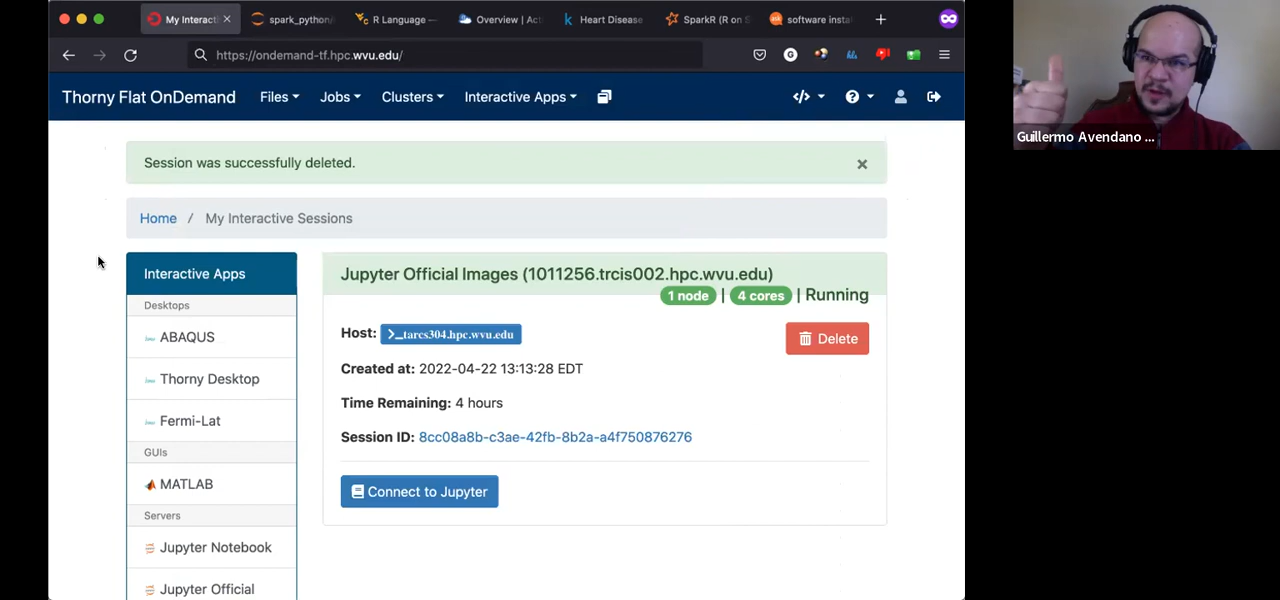 My Interacti
spark_python/
R Language —
Overview | Act
Heart Disease
SparkR (R on S
software insta
https://ondemand-tf.hpc.wvu.edu/
Thorny Flat OnDemand
Files
Jobs
Clusters
Interactive Apps
Guillermo Avendano ...
Session was successfully deleted.
Home / My Interactive Sessions
Interactive Apps
Desktops
ABAQUS
Thorny Desktop
Fermi-Lat
GUIs
MATLAB
Servers
Jupyter Notebook
Jupyter Official
Jupyter Official Images (1011256.trcis002.hpc.wvu.edu)
1 node | 4 cores | Running
Host: >_tarcs304.hpc.wvu.edu
Delete
Created at: 2022-04-22 13:13:28 EDT
Time Remaining: 4 hours
Session ID: 8cc08a8b-c3ae-42fb-8b2a-a4f750876276
Connect to Jupyter